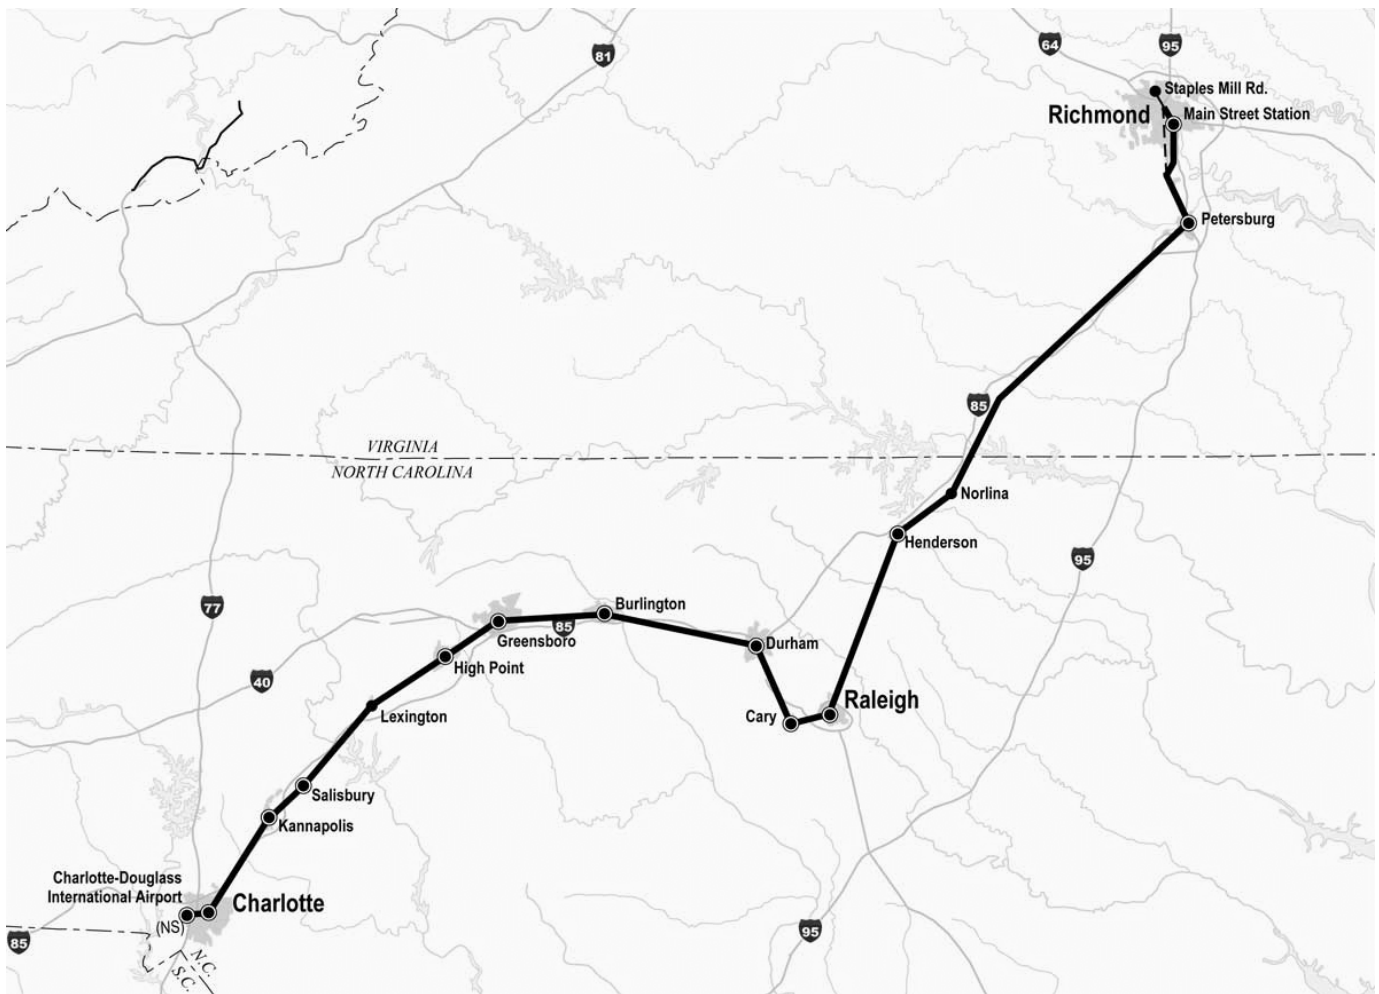 81
64
95
Staples Mill Rd.
Richmond
Main Street Station
Petersburg
85
VIRGINIA
NORTH CAROLINA
Norlina
Henderson
95
77
Burlington
85
Greensboro
Durham
High Point
40
Raleigh
Lexington
Cary
Salisbury
Kannapolis
Charlotte-Douglass
International Airport
Charlotte
(NS)
85
95
N.C.
S.C.